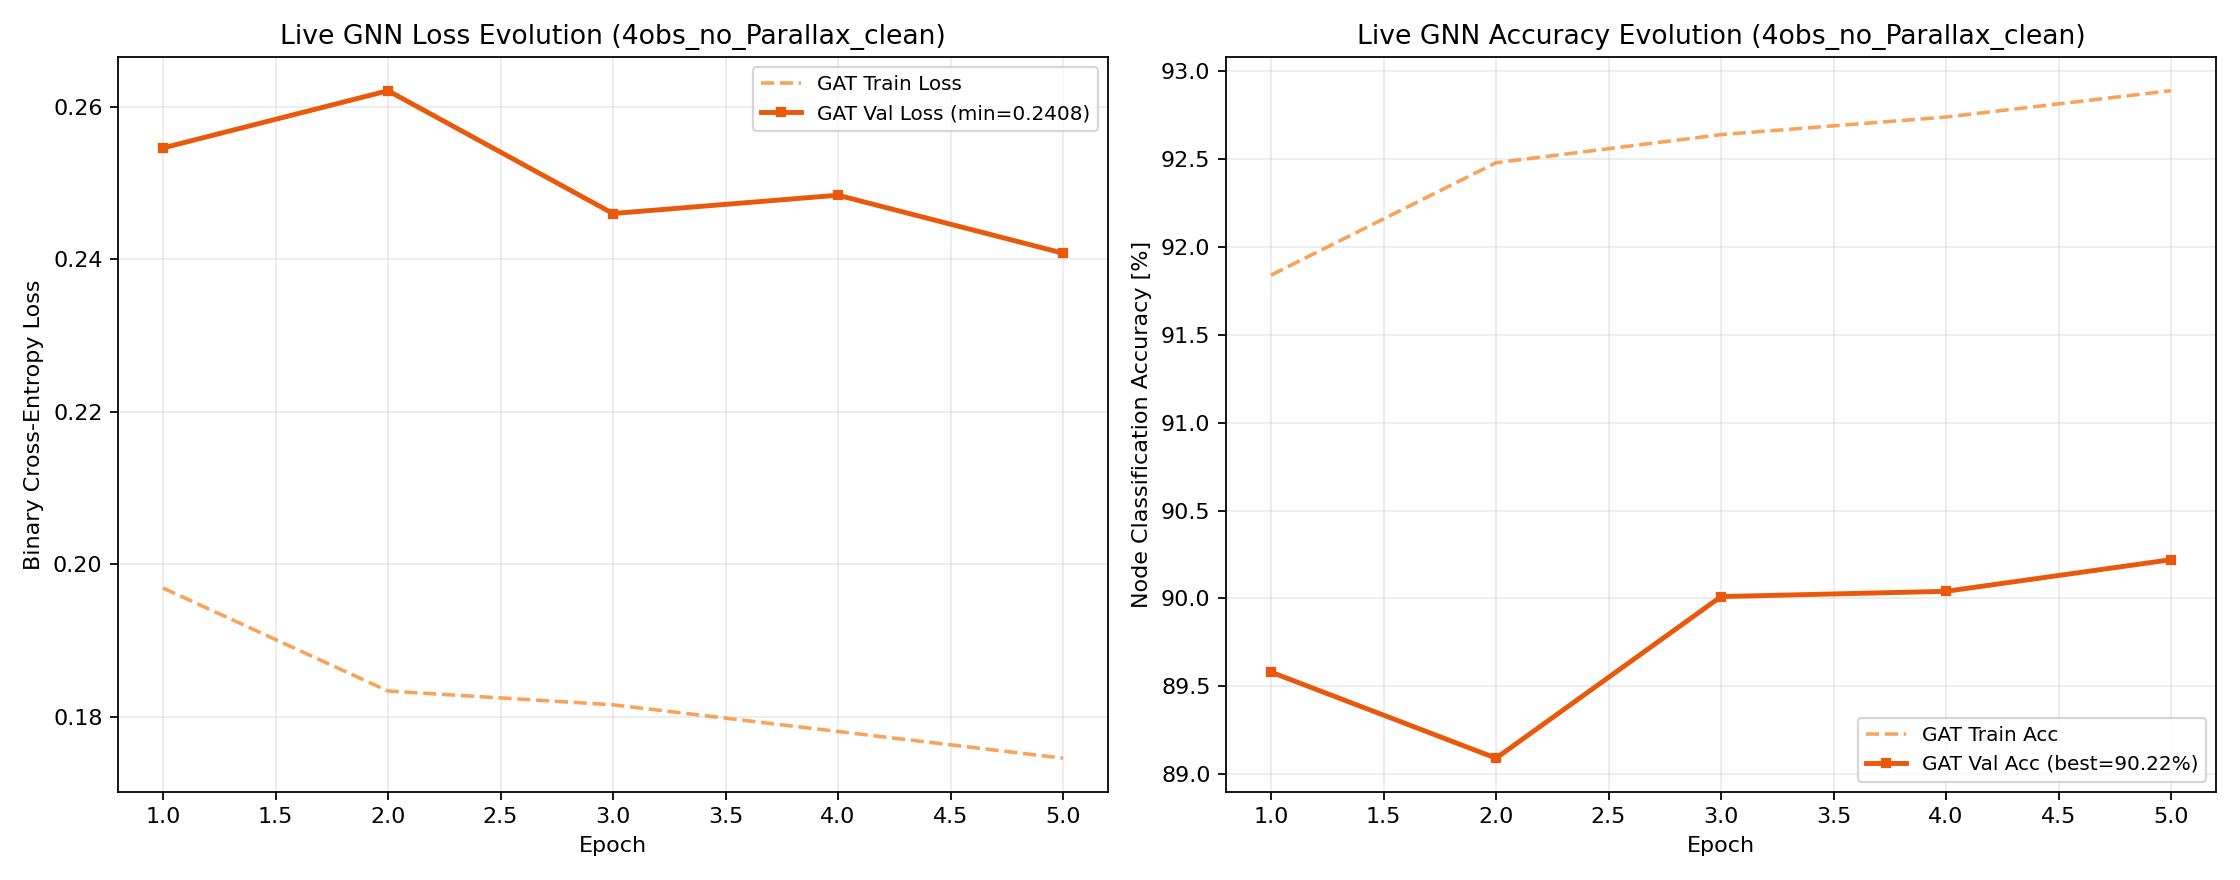 Live GNN Loss Evolution (4obs_no_Parallax_clean)
GAT Train Loss
GAT Val Loss (min=0.2408)
Binary Cross-Entropy Loss
0.26
0.24
0.22
0.20
0.18
1.0 1.5 2.0 2.5 3.0 3.5 4.0 4.5 5.0
Epoch
Live GNN Accuracy Evolution (4obs_no_Parallax_clean)
Node Classification Accuracy [%]
93.0
92.5
92.0
91.5
91.0
90.5
90.0
89.5
89.0
GAT Train Acc
GAT Val Acc (best=90.22%)
1.0 1.5 2.0 2.5 3.0 3.5 4.0 4.5 5.0
Epoch